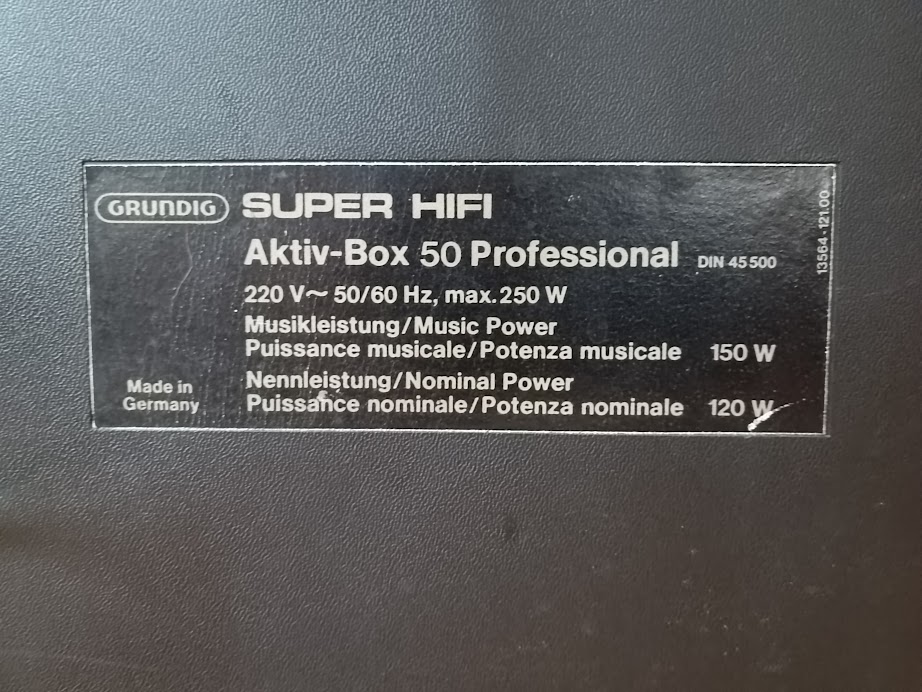 GRUNDIG SUPER HIFI
Aktiv-Box 50 Professional DIN 45500
220 V~ 50/60 Hz, max. 250 W
Musikleistung/Music Power
Puissance musicale/Potenza musicale 150 W
Nennleistung/Nominal Power
Puissance nominale/Potenza nominale 120 W
Made in
Germany
13564-121.00